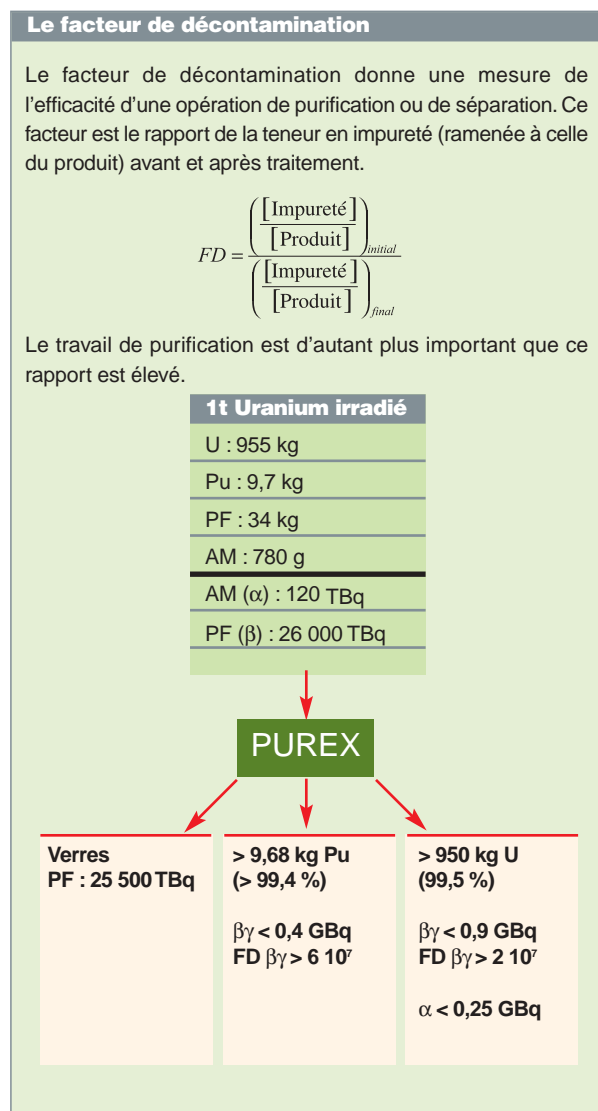 Le facteur de décontamination
Le facteur de décontamination donne une mesure de
l'efficacité d'une opération de purification ou de séparation. Ce
facteur est le rapport de la teneur en impureté (ramenée à celle
du produit) avant et après traitement.
[Impureté]
[Produit] initial
FD =
[Impureté]
[Produit] final
Le travail de purification est d'autant plus important que ce
rapport est élevé.
1t Uranium irradié
U : 955 kg
Pu : 9,7 kg
PF : 34 kg
AM : 780 g
AM (α) : 120 TBq
PF (β) : 26 000 TBq
PUREX
Verres
PF : 25 500 TBq
> 9,68 kg Pu
(> 99,4 %)
βγ < 0,4 GBq
FD βγ > 6 10⁷
> 950 kg U
(99,5 %)
βγ < 0,9 GBq
FD βγ > 2 10⁷
α < 0,25 GBq